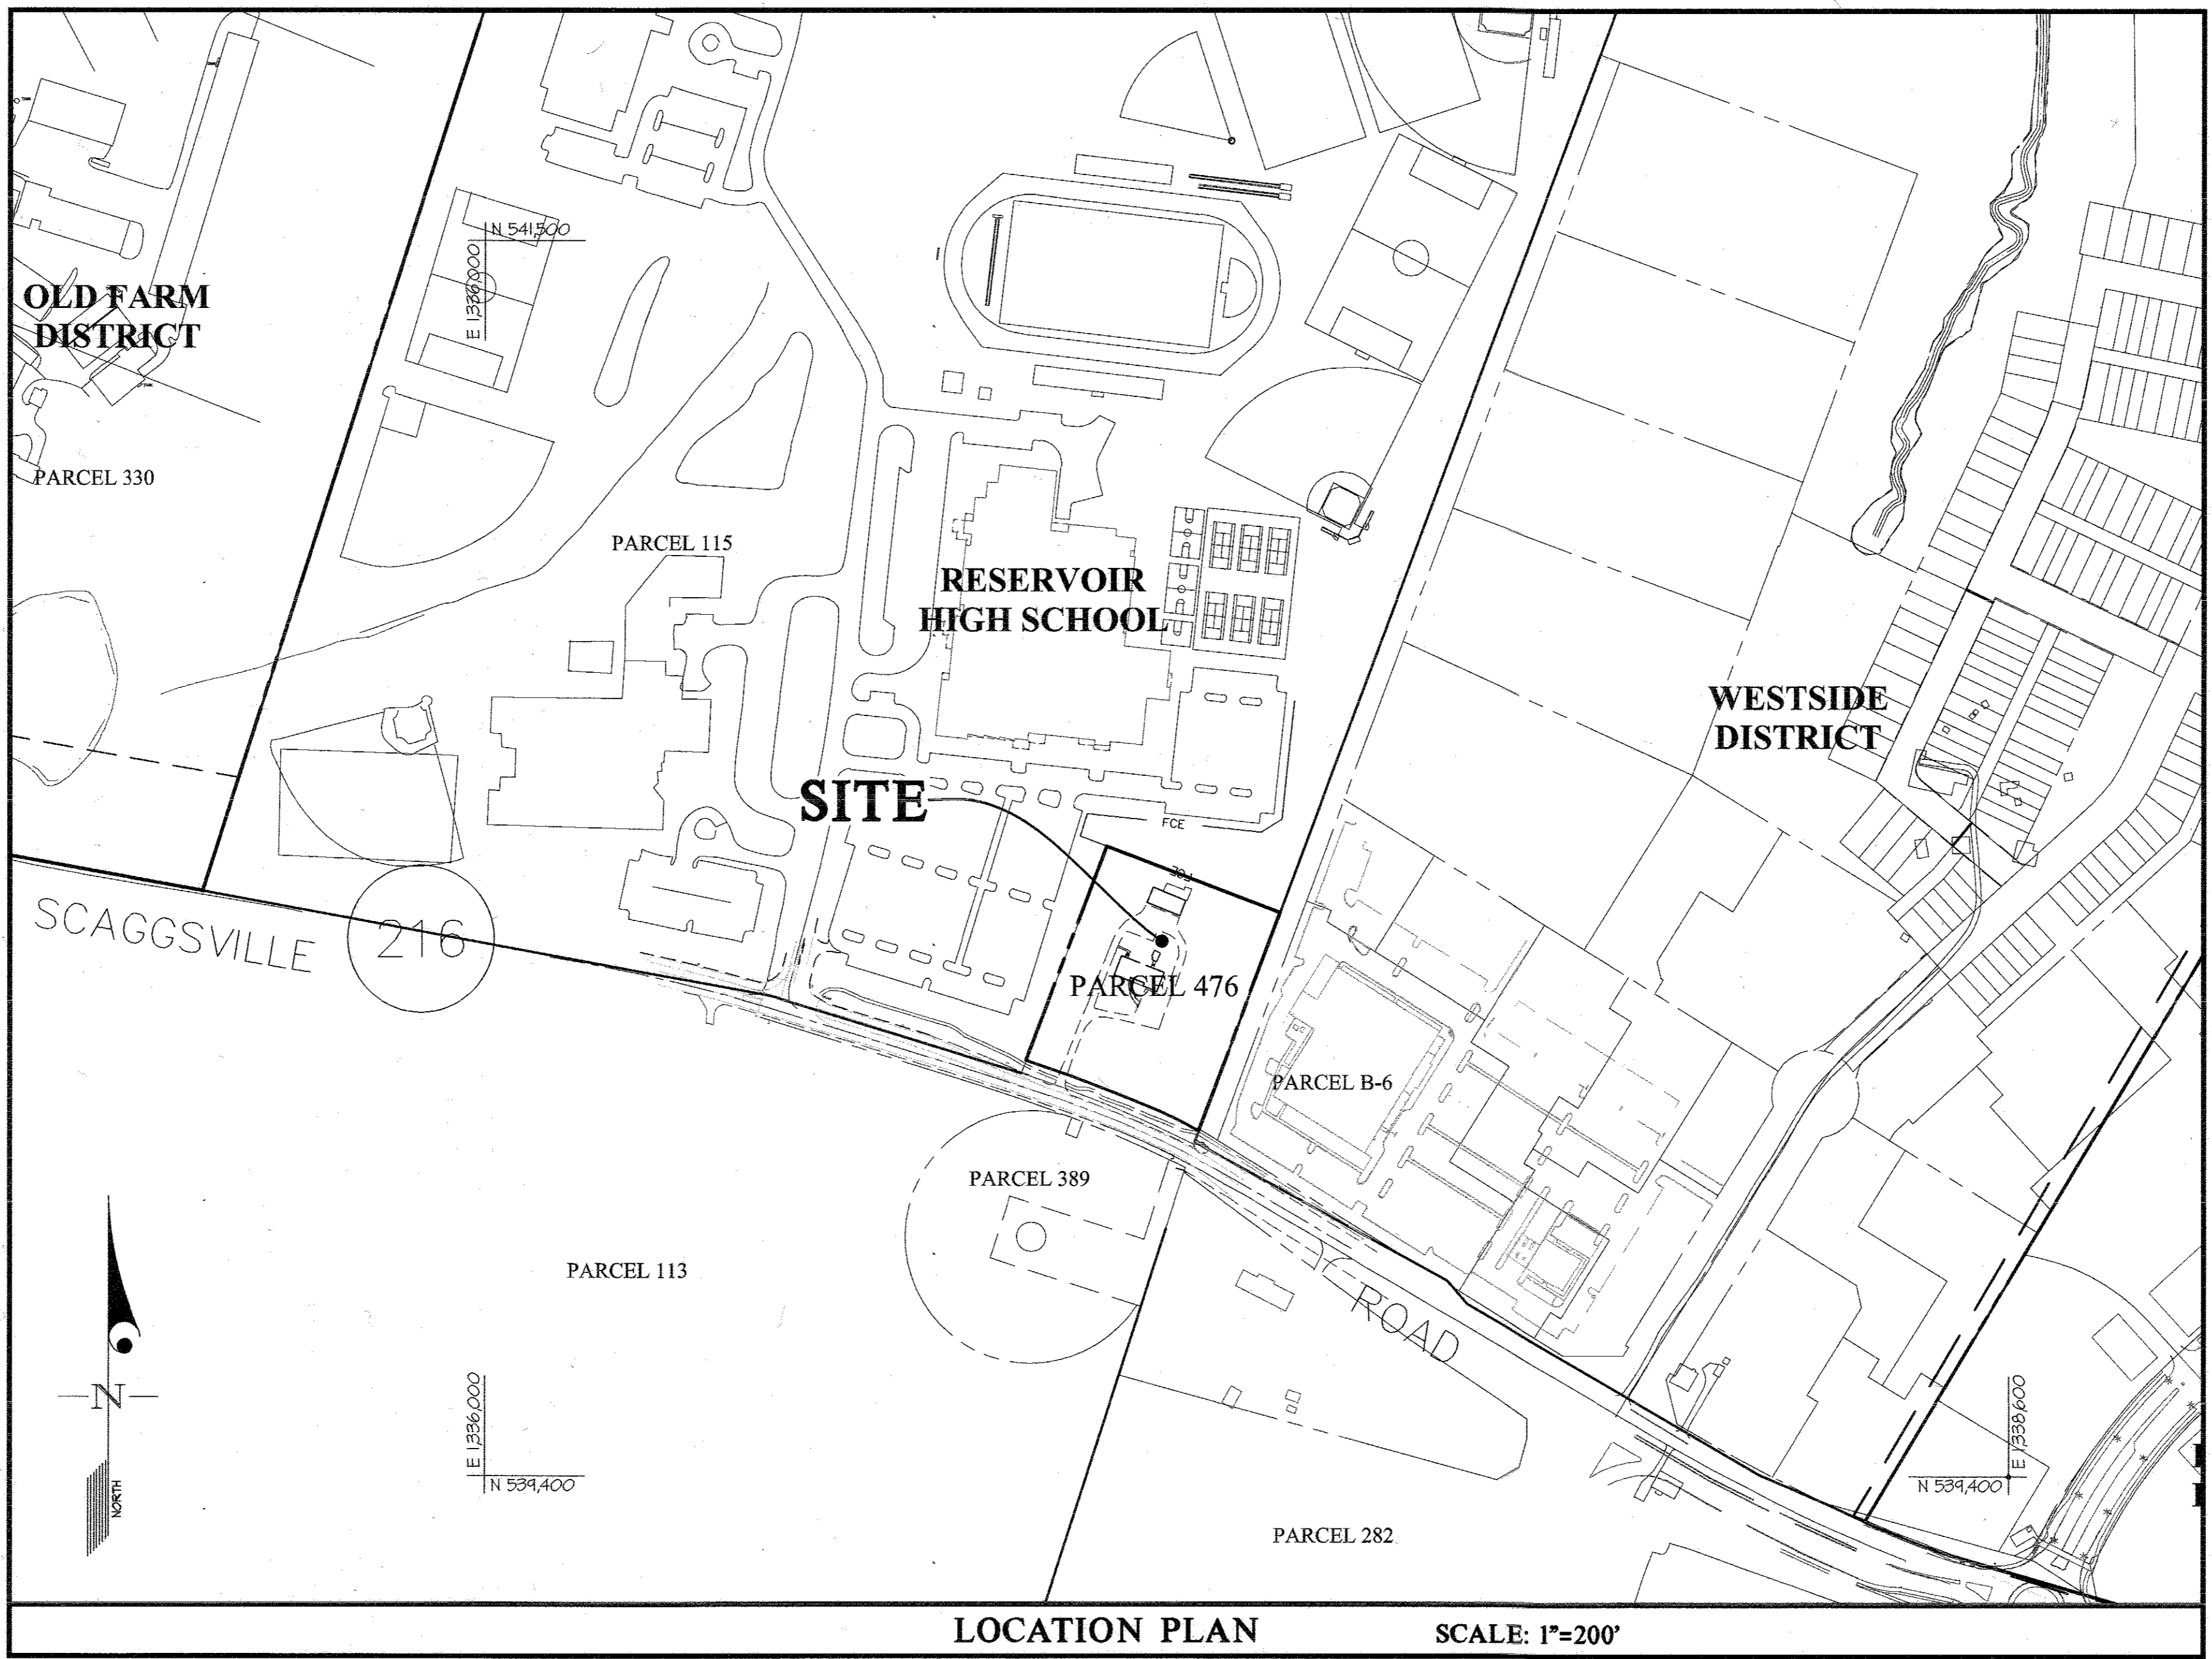 N 541,500
E 1,336,000
OLD FARM
DISTRICT
PARCEL 330
PARCEL 115
RESERVOIR
HIGH SCHOOL
WESTSIDE
DISTRICT
SITE
FCE
FCE
SCAGGSVILLE
216
PARCEL 476
PARCEL B-6
PARCEL 389
PARCEL 113
ROAD
N
NORTH
E 1,336,000
N 539,400
E 1,338,600
N 539,400
PARCEL 282
LOCATION PLAN
SCALE: 1"=200'